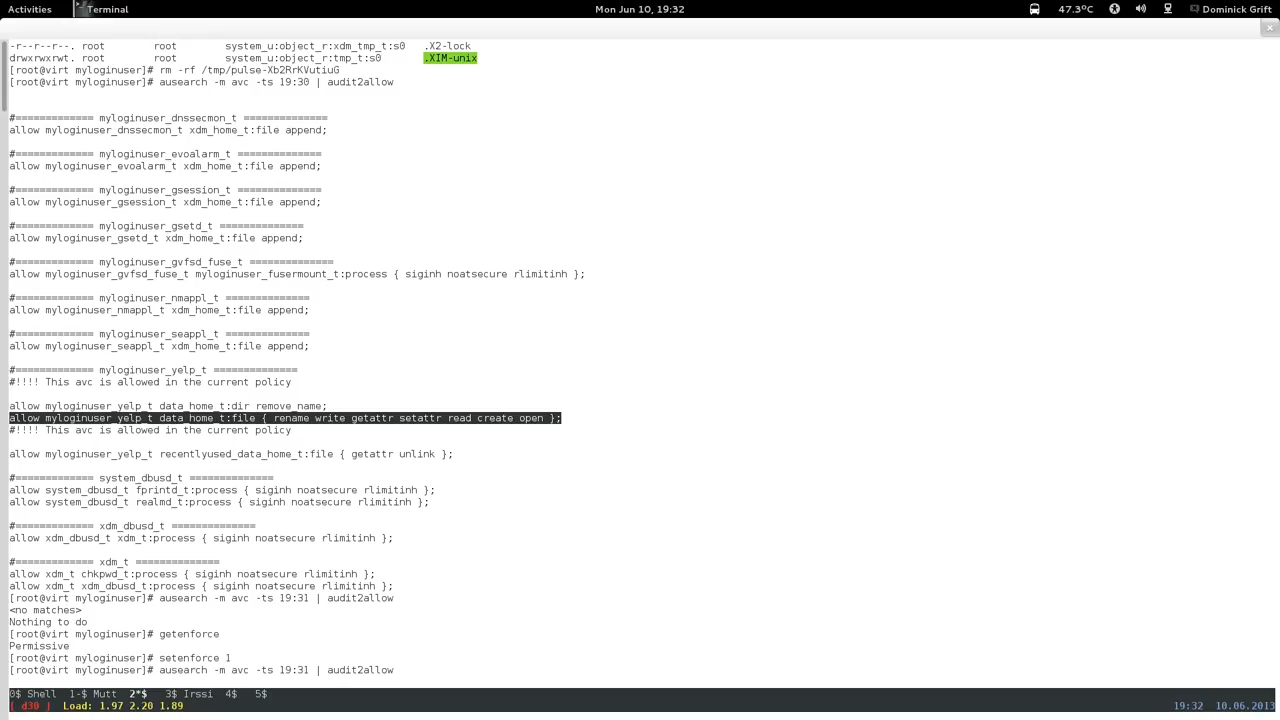 Activities
Terminal
Mon Jun 10, 19:32
47.3ºC
Dominick Grift
-r--r--r--. root root system_u:object_r:xdm_tmp_t:s0 .X2-lock
drwxrwxrwt. root root system_u:object_r:tmp_t:s0 .XIM-unix
[root@virt myloginuser]# rm -rf /tmp/pulse-Xb2RrKVutiuG
[root@virt myloginuser]# ausearch -m avc -ts 19:30 | audit2allow
#============= myloginuser_dnssecmon_t ==============
allow myloginuser_dnssecmon_t xdm_home_t:file append;
#============= myloginuser_evoalarm_t ==============
allow myloginuser_evoalarm_t xdm_home_t:file append;
#============= myloginuser_gsession_t ==============
allow myloginuser_gsession_t xdm_home_t:file append;
#============= myloginuser_gsetd_t ==============
allow myloginuser_gsetd_t xdm_home_t:file append;
#============= myloginuser_gvfsd_fuse_t ==============
allow myloginuser_gvfsd_fuse_t myloginuser_fusermount_t:process { siginh noatsecure rlimitinh };
#============= myloginuser_nmappl_t ==============
allow myloginuser_nmappl_t xdm_home_t:file append;
#============= myloginuser_seappl_t ==============
allow myloginuser_seappl_t xdm_home_t:file append;
#============= myloginuser_yelp_t ==============
#!!!! This avc is allowed in the current policy
allow myloginuser_yelp_t data_home_t:dir remove_name;
allow myloginuser_yelp_t data_home_t:file { rename write getattr setattr read create open };
#!!!! This avc is allowed in the current policy
allow myloginuser_yelp_t recentlyused_data_home_t:file { getattr unlink };
#============= system_dbusd_t ==============
allow system_dbusd_t fprintd_t:process { siginh noatsecure rlimitinh };
allow system_dbusd_t realmd_t:process { siginh noatsecure rlimitinh };
#============= xdm_dbusd_t ==============
allow xdm_dbusd_t xdm_t:process { siginh noatsecure rlimitinh };
#============= xdm_t ==============
allow xdm_t chkpwd_t:process { siginh noatsecure rlimitinh };
allow xdm_t xdm_dbusd_t:process { siginh noatsecure rlimitinh };
[root@virt myloginuser]# ausearch -m avc -ts 19:31 | audit2allow
<no matches>
Nothing to do
[root@virt myloginuser]# getenforce
Permissive
[root@virt myloginuser]# setenforce 1
[root@virt myloginuser]# ausearch -m avc -ts 19:31 | audit2allow
0$ Shell 1-$ Mutt 2*$ 3$ Irssi 4$ 5$
[ d30 ] Load: 1.97 2.20 1.89 19:32 10.06.2013